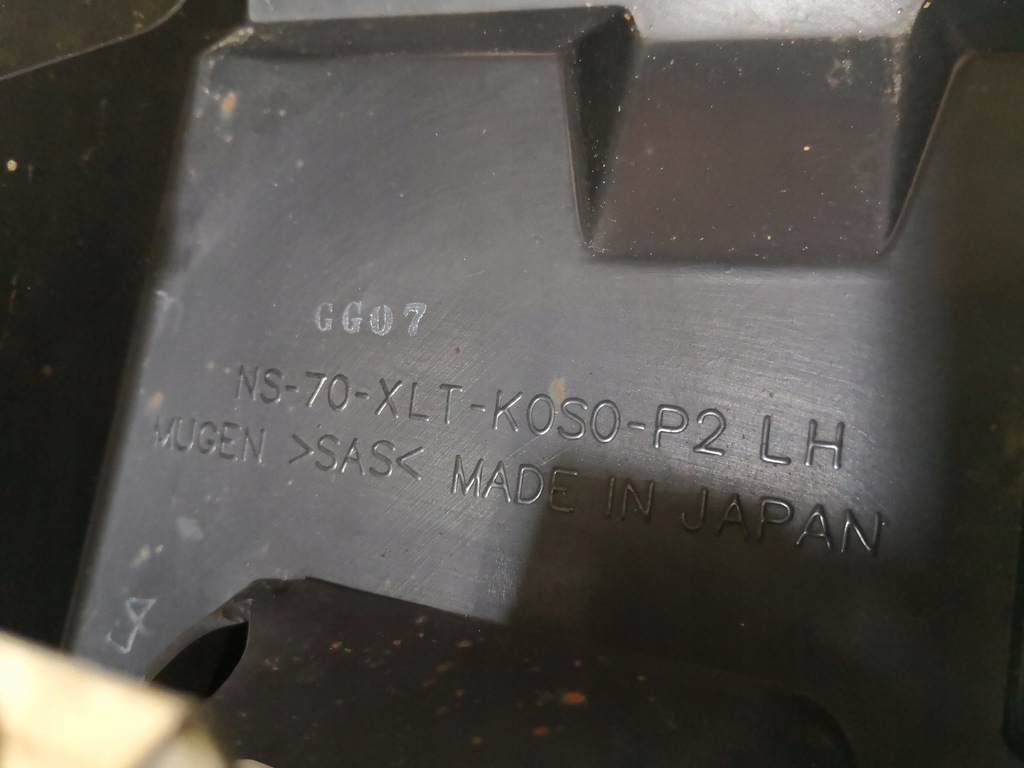 GG07
NS-70-XLT-K0S0-P2 LH
MUGEN >SAS< MADE IN JAPAN